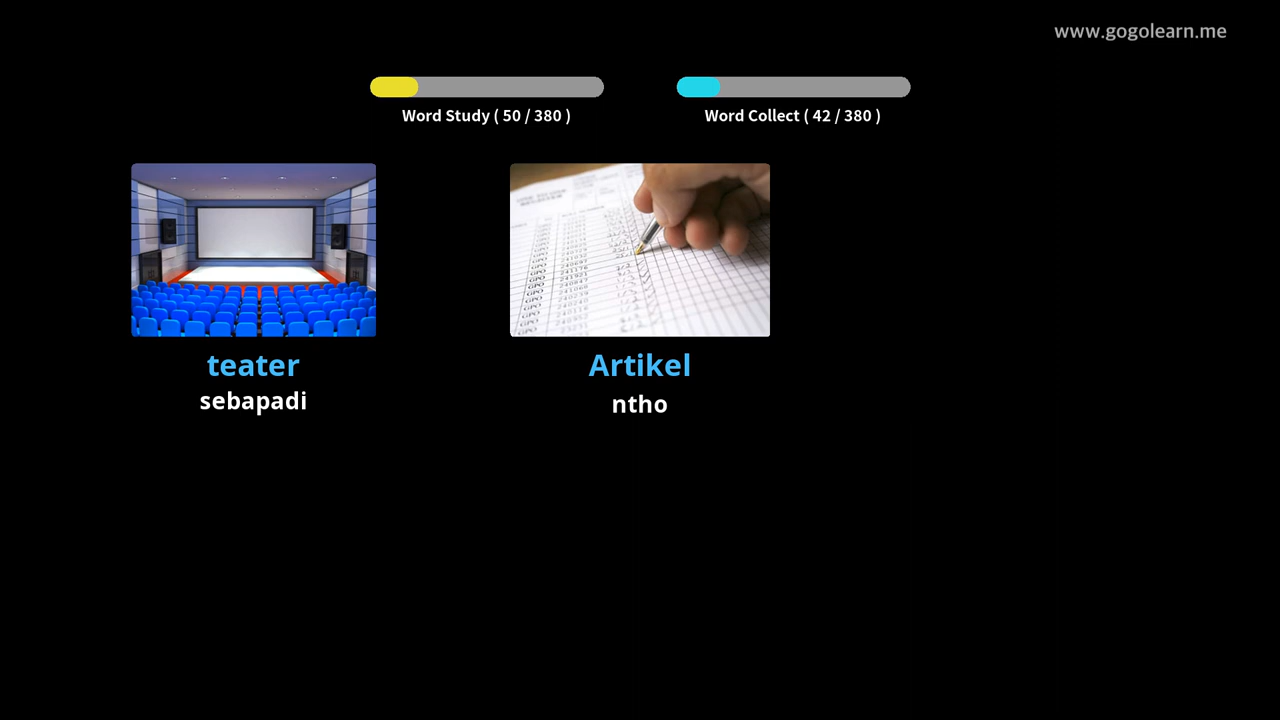 www.gogolearn.me
Word Study ( 50 / 380 )
Word Collect ( 42 / 380 )
teater
sebapadi
Artikel
ntho